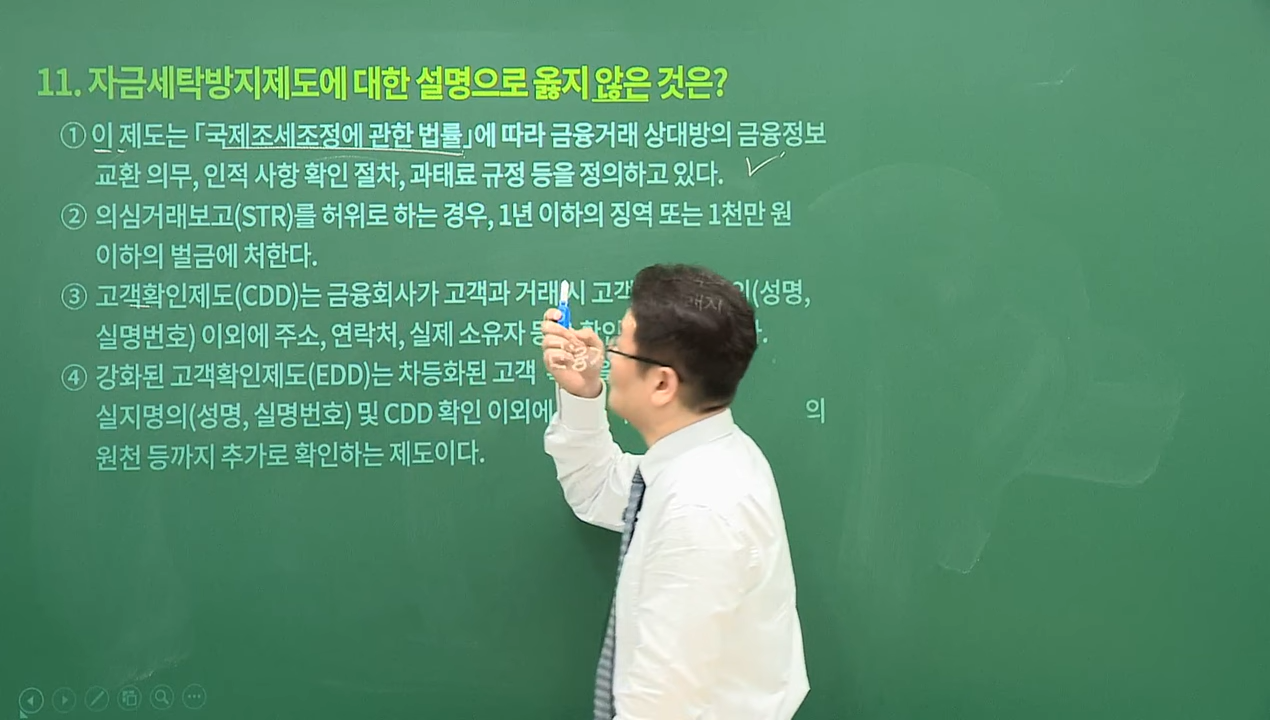 11. 자금세탁방지제도에 대한 설명으로 옳지 않은 것은?
① 이 제도는 「국제조세조정에 관한 법률」에 따라 금융거래 상대방의 금융정보
교환 의무, 인적 사항 확인 절차, 과태료 규정 등을 정의하고 있다.
② 의심거래보고(STR)를 허위로 하는 경우, 1년 이하의 징역 또는 1천만 원
이하의 벌금에 처한다.
③ 고객확인제도(CDD)는 금융회사가 고객과 거래 시 고객 (성명,
실명번호) 이외에 주소, 연락처, 실제 소유자
④ 강화된 고객확인제도(EDD)는 차등화된 고객
실지명의(성명, 실명번호) 및 CDD 확인 이외에 의
원천 등까지 추가로 확인하는 제도이다.